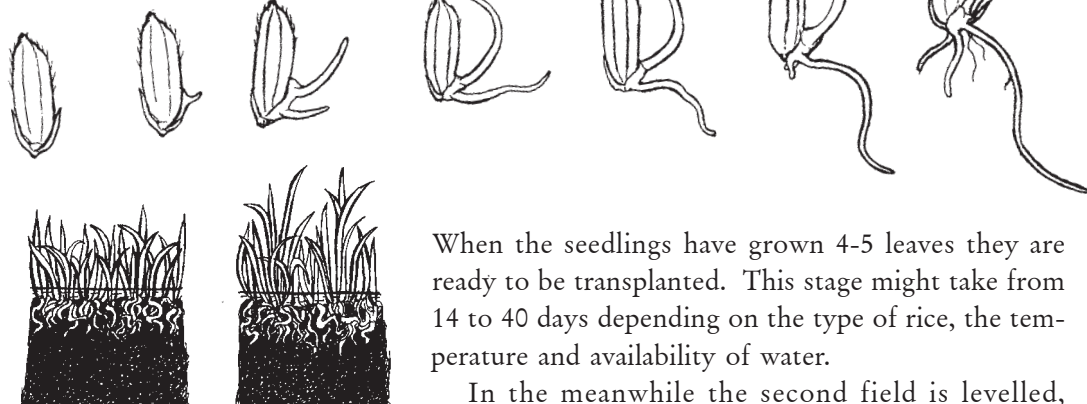 When the seedlings have grown 4-5 leaves they are
ready to be transplanted. This stage might take from
14 to 40 days depending on the type of rice, the tem-
perature and availability of water.
In the meanwhile the second field is levelled,